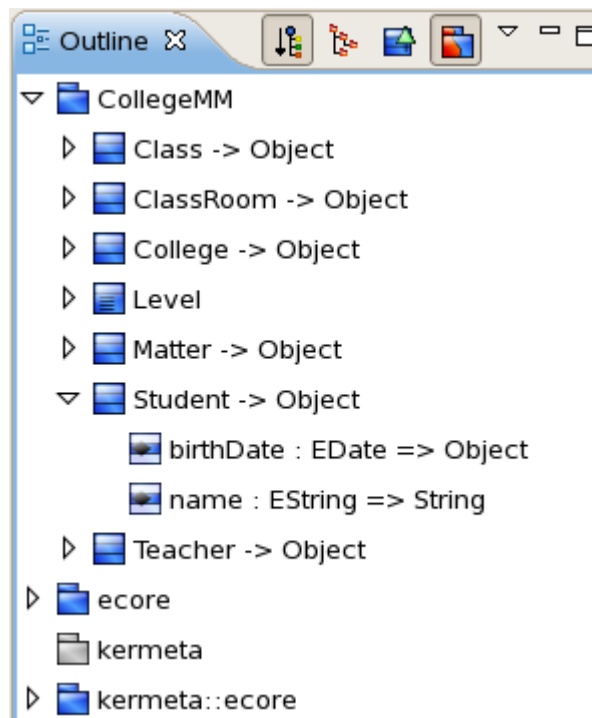 Outline
CollegeMM
Class -> Object
ClassRoom -> Object
College -> Object
Level
Matter -> Object
Student -> Object
birthDate : EDate => Object
name : EString => String
Teacher -> Object
ecore
kermeta
kermeta::ecore